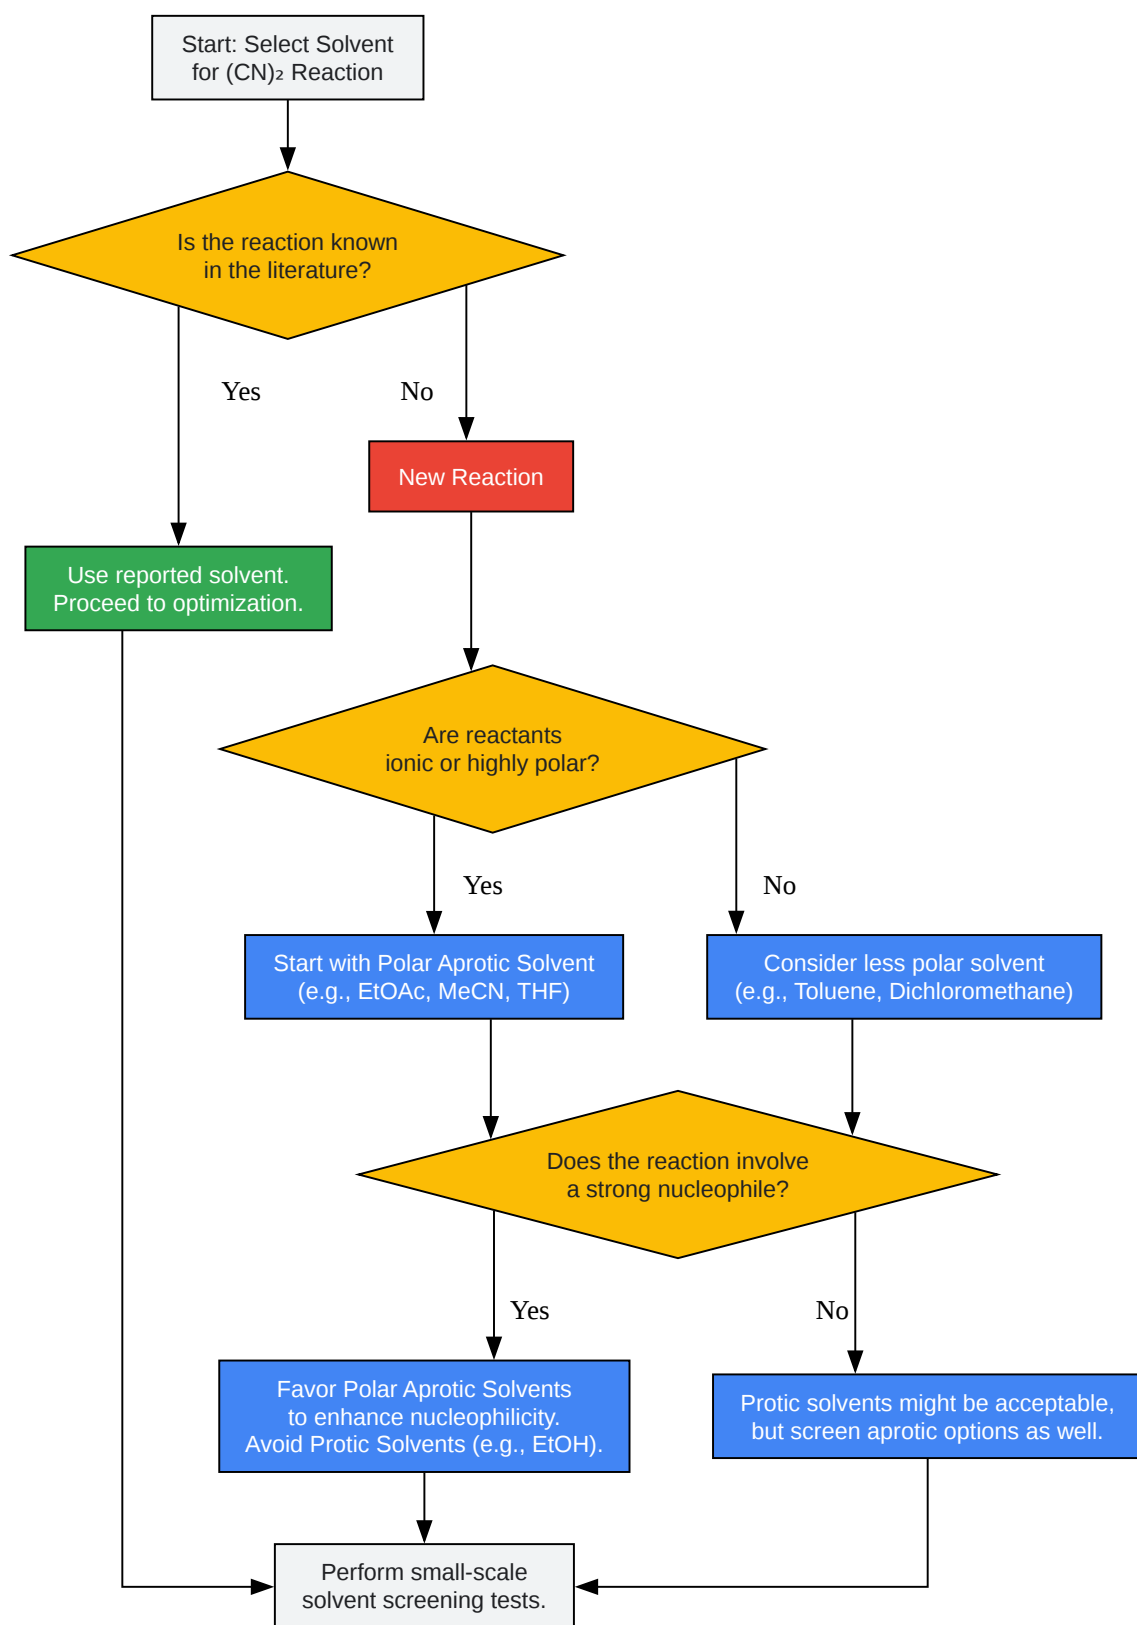 Start: Select Solvent
for (CN)₂ Reaction
Is the reaction known
in the literature?
Yes
No
New Reaction
Use reported solvent.
Proceed to optimization.
Are reactants
ionic or highly polar?
Yes
No
Start with Polar Aprotic Solvent
(e.g., EtOAc, MeCN, THF)
Consider less polar solvent
(e.g., Toluene, Dichloromethane)
Does the reaction involve
a strong nucleophile?
Yes
No
Favor Polar Aprotic Solvents
to enhance nucleophilicity.
Avoid Protic Solvents (e.g., EtOH).
Protic solvents might be acceptable,
but screen aprotic options as well.
Perform small-scale
solvent screening tests.